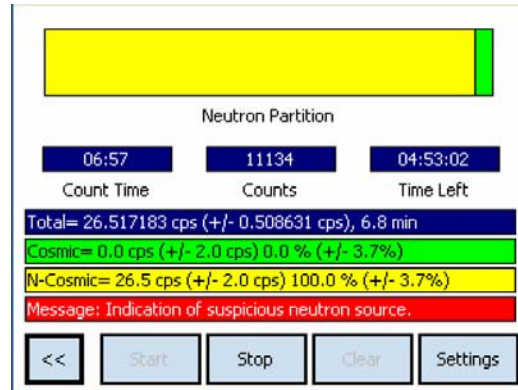 Neutron Partition
06:57 11134 04:53:02
Count Time Counts Time Left
Total= 26.517183 cps (+/- 0.508631 cps), 6.8 min
Cosmic= 0.0 cps (+/- 2.0 cps) 0.0 % (+/- 3.7%)
N-Cosmic= 26.5 cps (+/- 2.0 cps) 100.0 % (+/- 3.7%)
Message: Indication of suspicious neutron source.
<< Start Stop Clear Settings